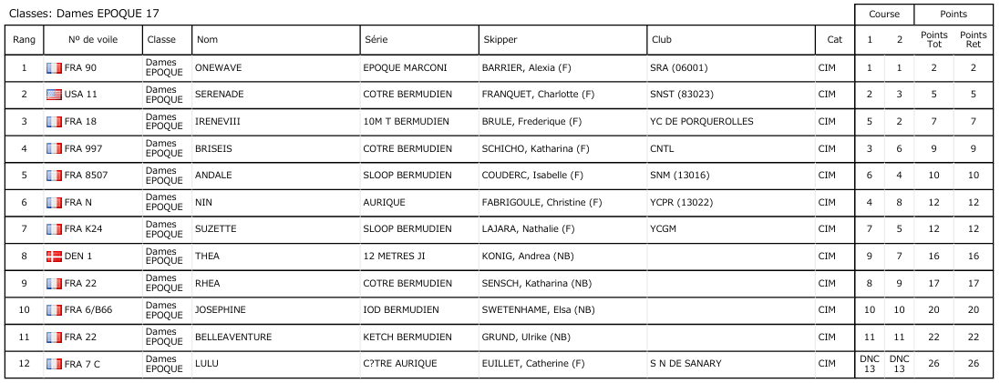 Classes: Dames EPOQUE 17 Course Points
Rang Nº de voile Classe Nom Série Skipper Club Cat 1 2 Points Tot Points Ret
1 FRA 90 Dames EPOQUE ONEWAVE EPOQUE MARCONI BARRIER, Alexia (F) SRA (06001) CIM 1 1 2 2
2 USA 11 Dames EPOQUE SERENADE COTRE BERMUDIEN FRANQUET, Charlotte (F) SNST (83023) CIM 2 3 5 5
3 FRA 18 Dames EPOQUE IRENEVIII 10M T BERMUDIEN BRULE, Frederique (F) YC DE PORQUEROLLES CIM 5 2 7 7
4 FRA 997 Dames EPOQUE BRISEIS COTRE BERMUDIEN SCHICHO, Katharina (F) CNTL CIM 3 6 9 9
5 FRA 8507 Dames EPOQUE ANDALE SLOOP BERMUDIEN COUDERC, Isabelle (F) SNM (13016) CIM 6 4 10 10
6 FRA N Dames EPOQUE NIN AURIQUE FABRIGOULE, Christine (F) YCPR (13022) CIM 4 8 12 12
7 FRA K24 Dames EPOQUE SUZETTE SLOOP BERMUDIEN LAJARA, Nathalie (F) YCGM CIM 7 5 12 12
8 DEN 1 Dames EPOQUE THEA 12 METRES JI KONIG, Andrea (NB) CIM 9 7 16 16
9 FRA 22 Dames EPOQUE RHEA COTRE BERMUDIEN SENSCH, Katharina (NB) CIM 8 9 17 17
10 FRA 6/B66 Dames EPOQUE JOSEPHINE IOD BERMUDIEN SWETENHAME, Elsa (NB) CIM 10 10 20 20
11 FRA 22 Dames EPOQUE BELLEAVENTURE KETCH BERMUDIEN GRUND, Ulrike (NB) CIM 11 11 22 22
12 FRA 7 C Dames EPOQUE LULU C?TRE AURIQUE EUILLET, Catherine (F) S N DE SANARY CIM DNC 13 DNC 13 26 26